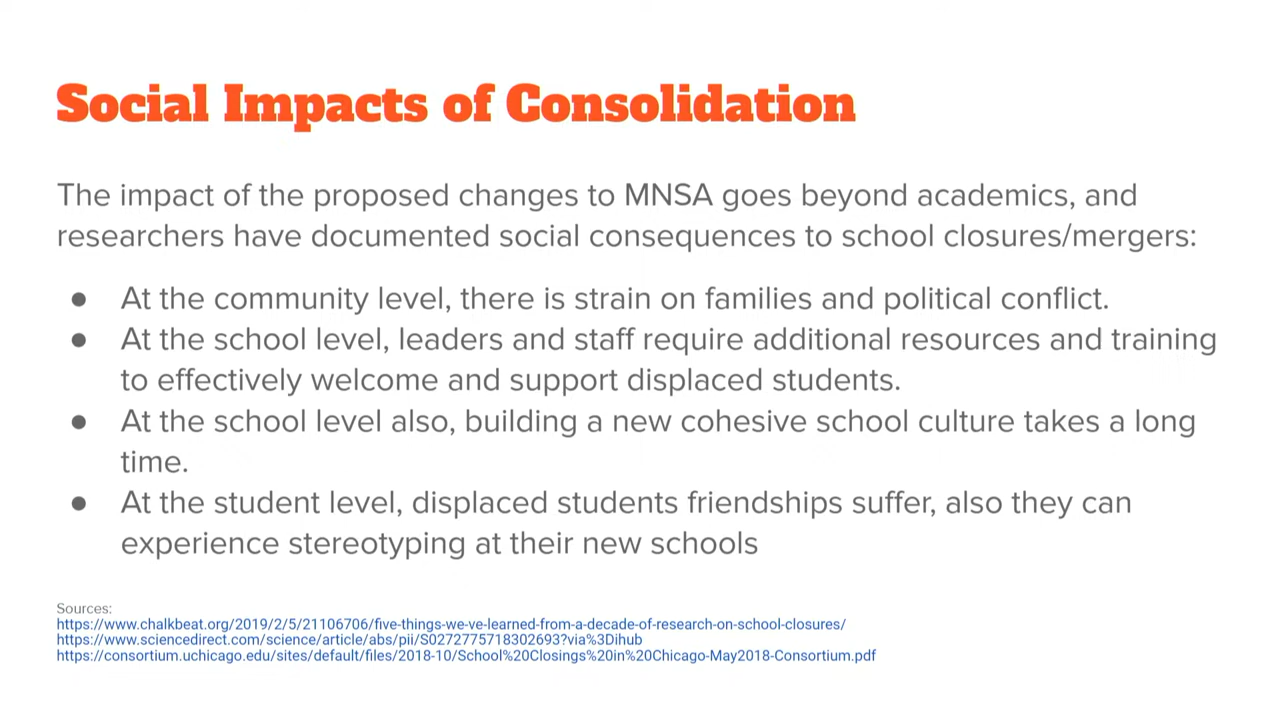 Social Impacts of Consolidation
The impact of the proposed changes to MNSA goes beyond academics, and
researchers have documented social consequences to school closures/mergers:
● At the community level, there is strain on families and political conflict.
● At the school level, leaders and staff require additional resources and training
to effectively welcome and support displaced students.
● At the school level also, building a new cohesive school culture takes a long
time.
● At the student level, displaced students friendships suffer, also they can
experience stereotyping at their new schools
Sources:
https://www.chalkbeat.org/2019/2/5/21106706/five-things-we-ve-learned-from-a-decade-of-research-on-school-closures/
https://www.sciencedirect.com/science/article/abs/pii/S0272775718302693?via%3Dihub
https://consortium.uchicago.edu/sites/default/files/2018-10/School%20Closings%20in%20Chicago-May2018-Consortium.pdf